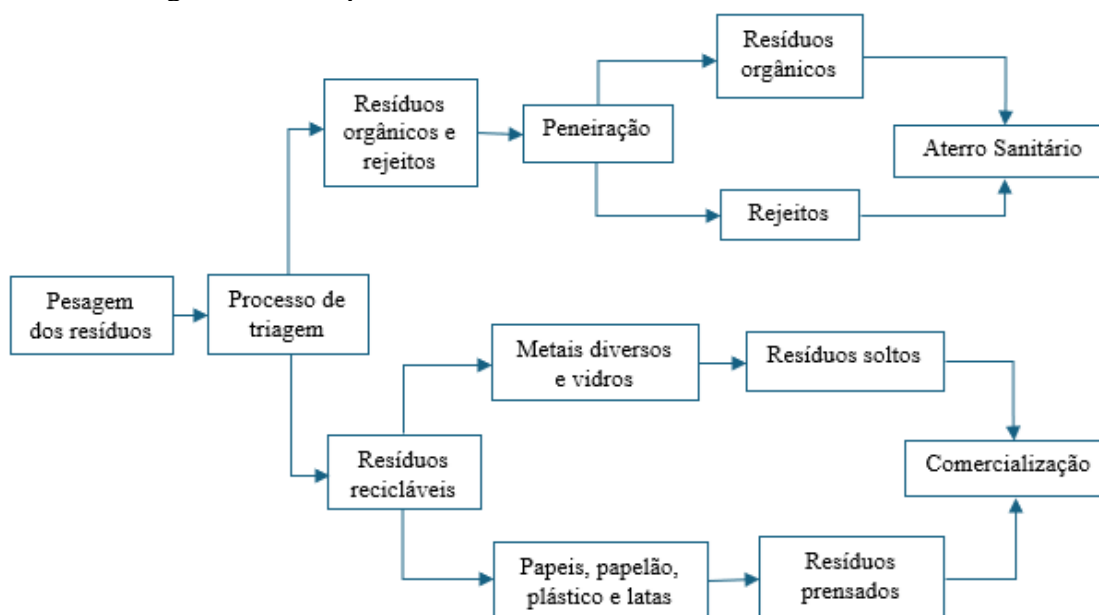 Resíduos
orgânicos
Resíduos
orgânicos e
rejeitos
Peneiração
Aterro Sanitário
Rejeitos
Pesagem
dos resíduos
Processo de
triagem
Metais diversos
e vidros
Resíduos soltos
Resíduos
recicláveis
Comercialização
Papeis, papelão,
plástico e latas
Resíduos
prensados